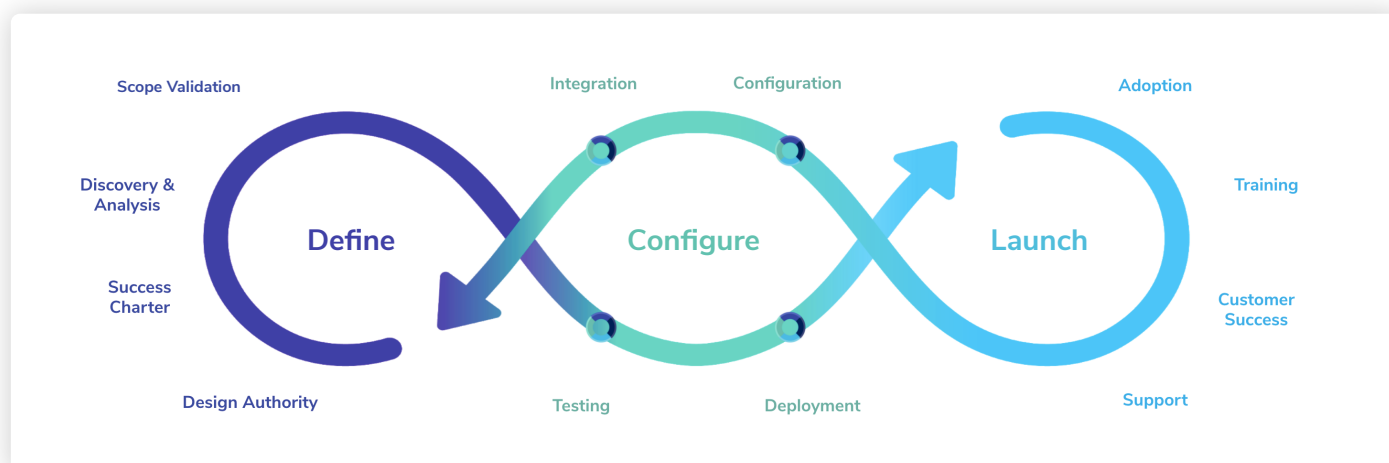 Scope Validation
Integration
Configuration
Adoption
Discovery &
Analysis
Training
Define
Configure
Launch
Success
Charter
Customer
Success
Design Authority
Testing
Deployment
Support